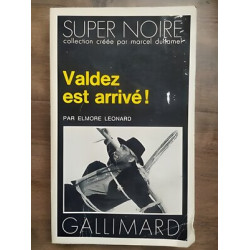 SUPER NOIRE
collection créée par marcel duhamel
Valdez
est arrivé !
PAR ELMORE LEONARD
GALLIMARD